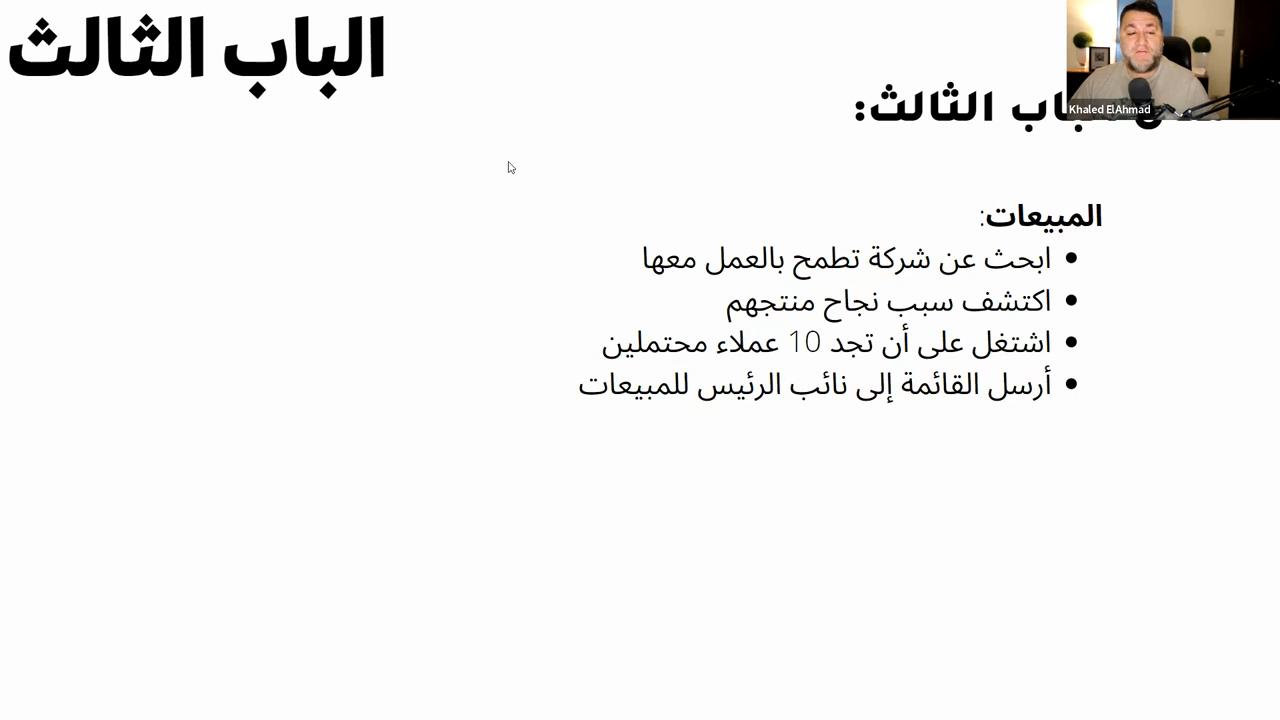 الباب الثالث
الباب الثالث:
Khaled ElAhmad
المبيعات:
ابحث عن شركة تطمح بالعمل معها
اكتشف سبب نجاح منتجهم
اشتغل على أن تجد 10 عملاء محتملين
أرسل القائمة إلى نائب الرئيس للمبيعات